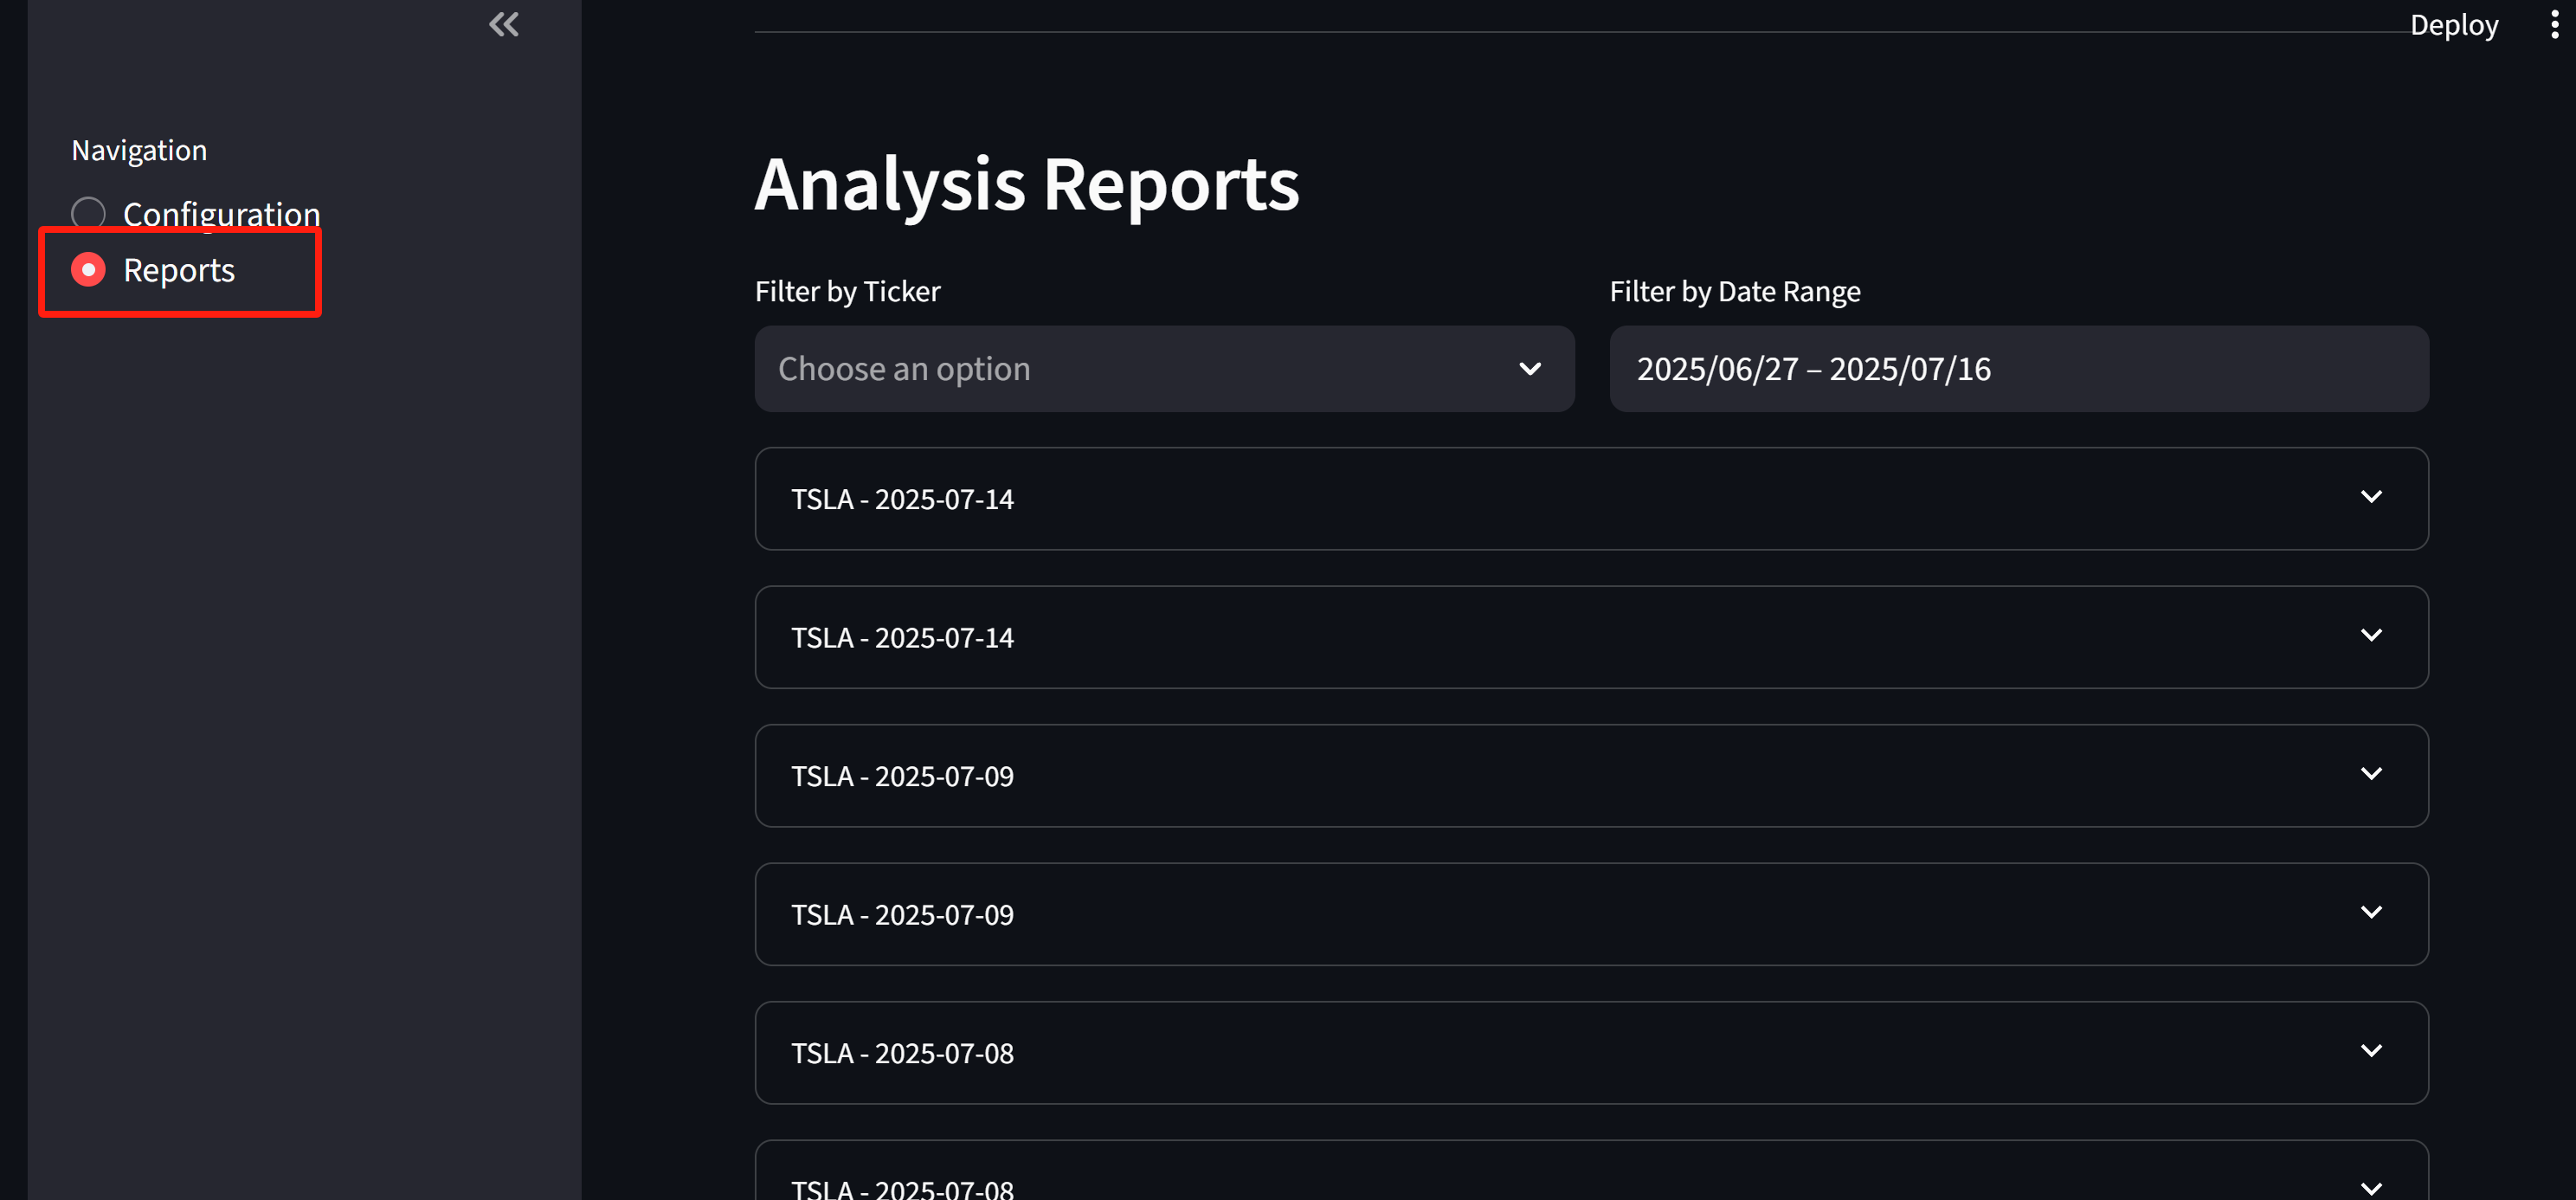 Deploy
Navigation
Configuration
Reports
Analysis Reports
Filter by Ticker
Choose an option
Filter by Date Range
2025/06/27 – 2025/07/16
TSLA - 2025-07-14
TSLA - 2025-07-14
TSLA - 2025-07-09
TSLA - 2025-07-09
TSLA - 2025-07-08
TSLA - 2025-07-08